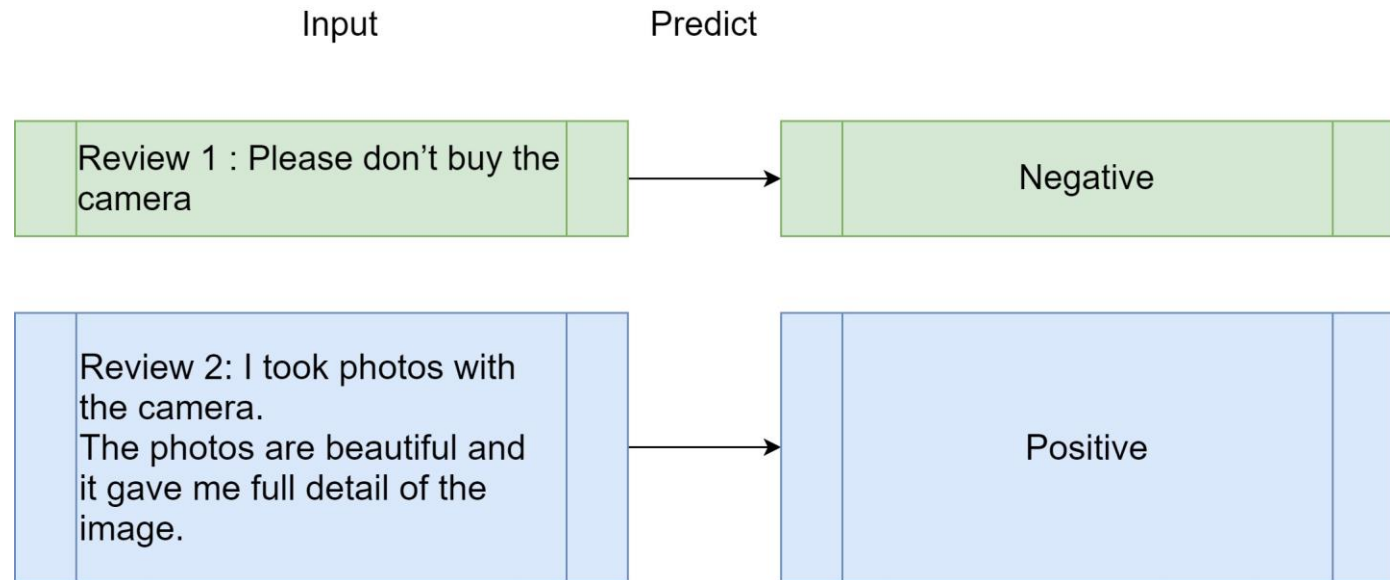 Input Predict
Review 1 : Please don’t buy the
camera
Negative
Review 2: I took photos with
the camera.
The photos are beautiful and
it gave me full detail of the
image.
Positive